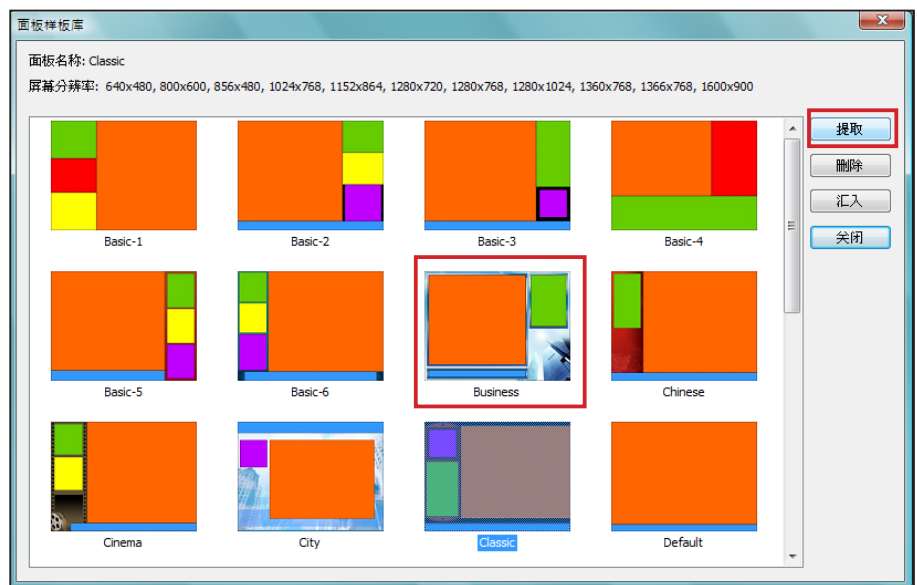 面板样板库
面板名称: Classic
屏幕分辨率: 640x480, 800x600, 856x480, 1024x768, 1152x864, 1280x720, 1280x768, 1280x1024, 1360x768, 1366x768, 1600x900
提取
删除
汇入
关闭
Basic-1
Basic-2
Basic-3
Basic-4
Basic-5
Basic-6
Business
Chinese
Cinema
City
Classic
Default